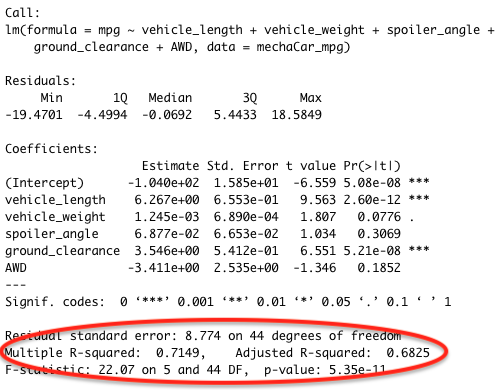 Call:
lm(formula = mpg ~ vehicle_length + vehicle_weight + spoiler_angle +
    ground_clearance + AWD, data = mechaCar_mpg)

Residuals:
     Min       1Q   Median       3Q      Max
-19.4701  -4.4994  -0.0692   5.4433  18.5849

Coefficients:
                   Estimate Std. Error t value Pr(>|t|)
(Intercept)      -1.040e+02  1.585e+01  -6.559 5.08e-08 ***
vehicle_length    6.267e+00  6.553e-01   9.563 2.60e-12 ***
vehicle_weight    1.245e-03  6.890e-04   1.807   0.0776 .
spoiler_angle     6.877e-02  6.653e-02   1.034   0.3069
ground_clearance  3.546e+00  5.412e-01   6.551 5.21e-08 ***
AWD              -3.411e+00  2.535e+00  -1.346   0.1852
---
Signif. codes:  0 ‘***’ 0.001 ‘**’ 0.01 ‘*’ 0.05 ‘.’ 0.1 ‘ ’ 1

Residual standard error: 8.774 on 44 degrees of freedom
Multiple R-squared:  0.7149,    Adjusted R-squared:  0.6825
F-statistic: 22.07 on 5 and 44 DF,  p-value: 5.35e-11